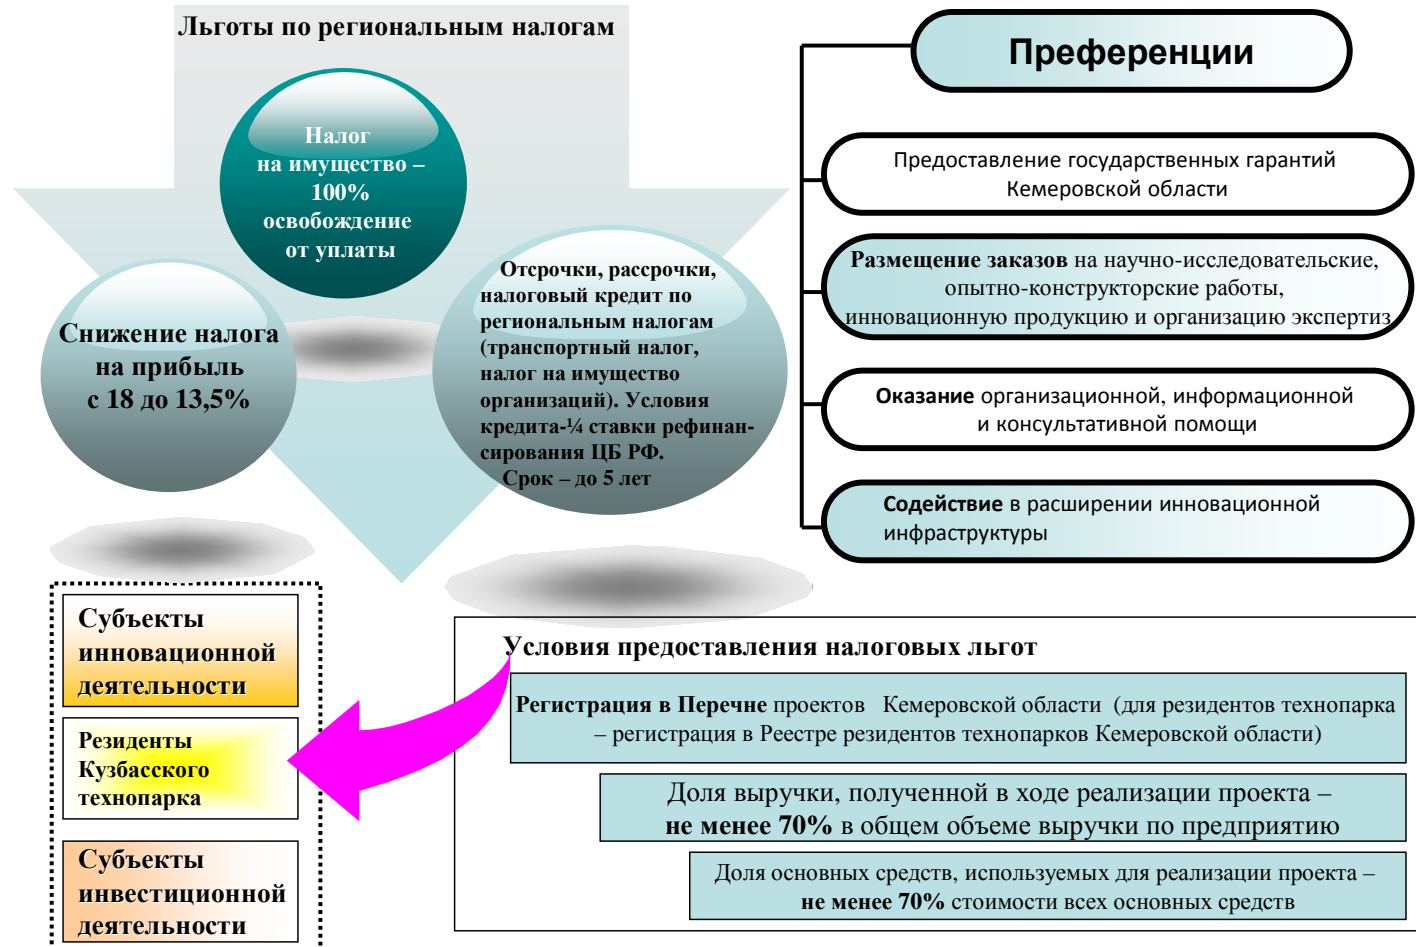 Льготы по региональным налогам
Налог
на имущество –
100%
освобождение
от уплаты
Снижение налога
на прибыль
с 18 до 13,5%
Отсрочки, рассрочки,
налоговый кредит по
региональным налогам
(транспортный налог,
налог на имущество
организаций). Условия
кредита-¼ ставки рефинан-
сирования ЦБ РФ.
Срок – до 5 лет
Преференции
Предоставление государственных гарантий
Кемеровской области
Размещение заказов на научно-исследовательские,
опытно-конструкторские работы,
инновационную продукцию и организацию экспертиз
Оказание организационной, информационной
и консультативной помощи
Содействие в расширении инновационной
инфраструктуры
Субъекты
инновационной
деятельности
Резиденты
Кузбасского
технопарка
Субъекты
инвестиционной
деятельности
Условия предоставления налоговых льгот
Регистрация в Перечне проектов Кемеровской области (для резидентов технопарка
– регистрация в Реестре резидентов технопарков Кемеровской области)
Доля выручки, полученной в ходе реализации проекта –
не менее 70% в общем объеме выручки по предприятию
Доля основных средств, используемых для реализации проекта –
не менее 70% стоимости всех основных средств